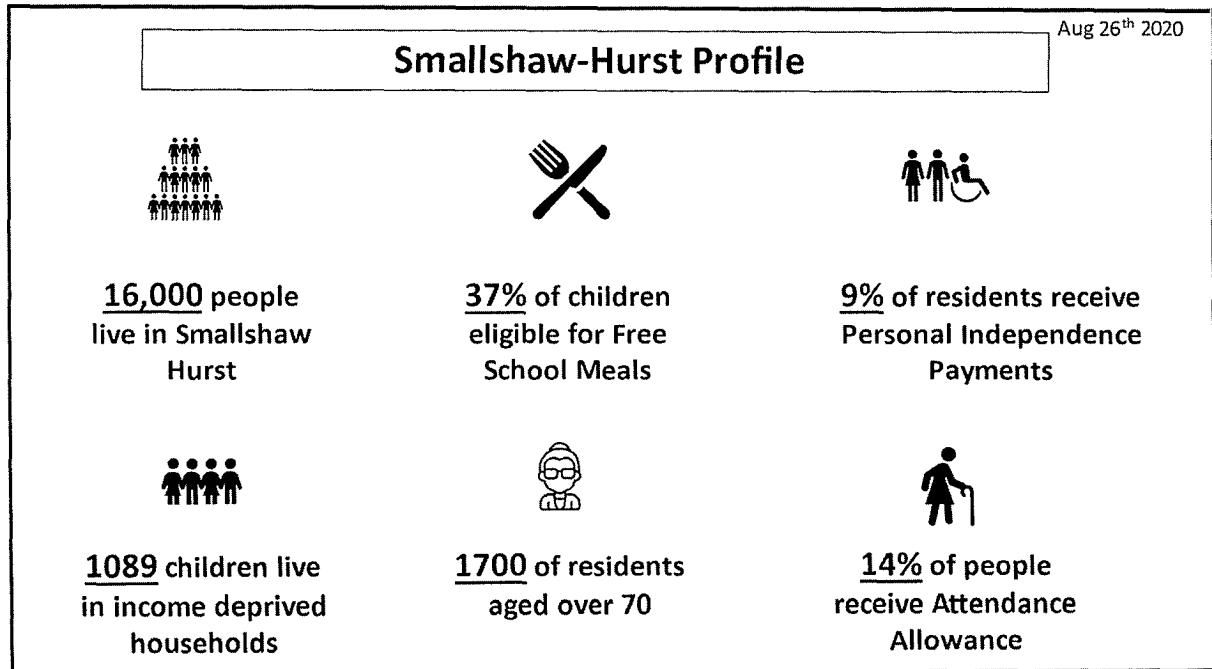 Aug 26th 2020
Smallshaw-Hurst Profile
16,000 people
live in Smallshaw
Hurst
37% of children
eligible for Free
School Meals
9% of residents receive
Personal Independence
Payments
1089 children live
in income deprived
households
1700 of residents
aged over 70
14% of people
receive Attendance
Allowance